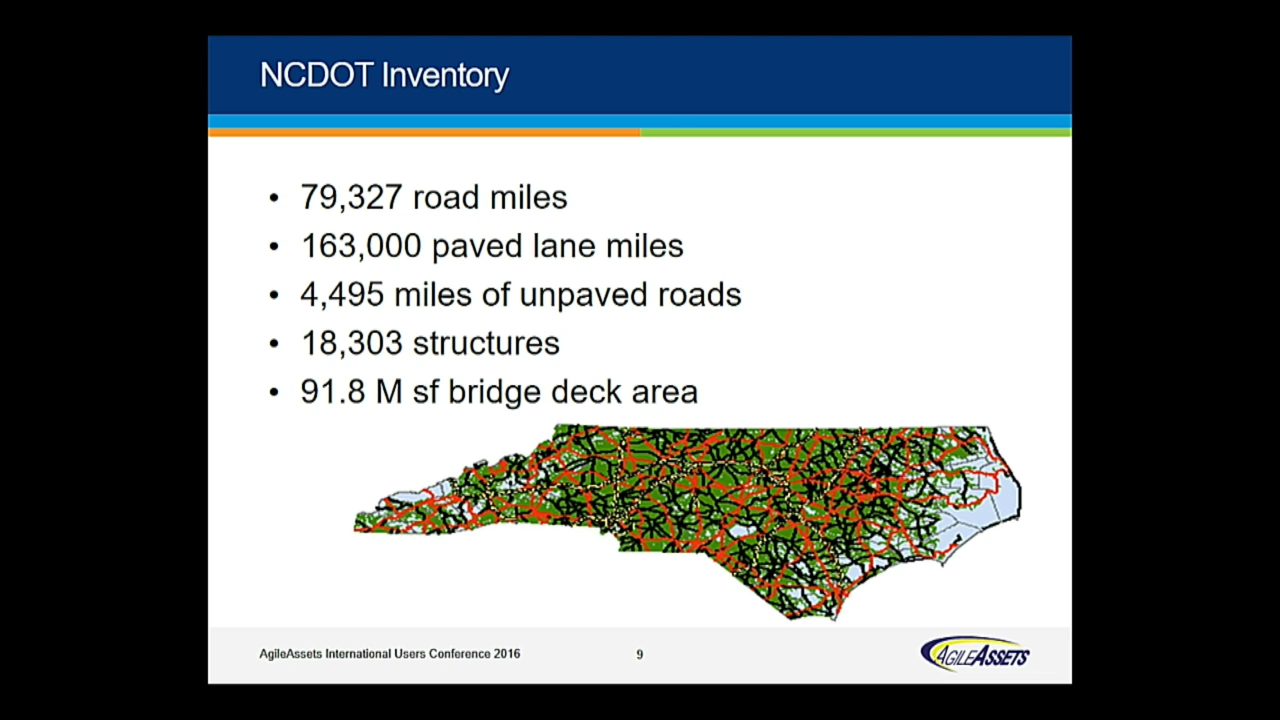 NCDOT Inventory
• 79,327 road miles
• 163,000 paved lane miles
• 4,495 miles of unpaved roads
• 18,303 structures
• 91.8 M sf bridge deck area
AgileAssets International Users Conference 2016
9
AGILEASSETS